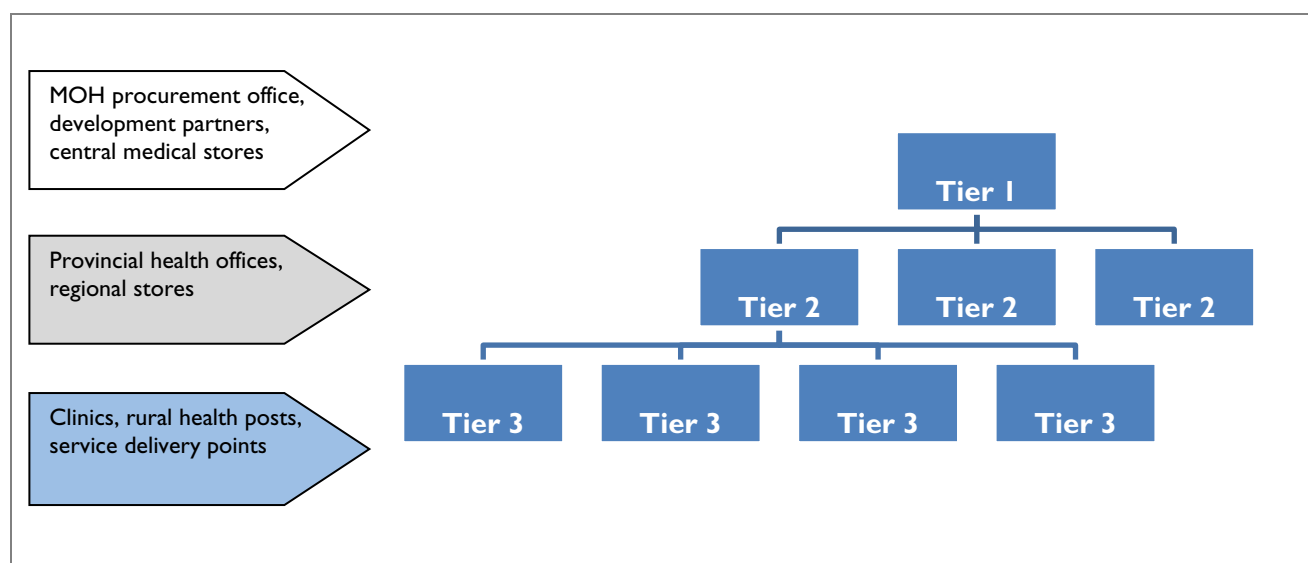 MOH procurement office,
development partners,
central medical stores
Tier 1
Provincial health offices,
regional stores
Tier 2
Tier 2
Tier 2
Clinics, rural health posts,
service delivery points
Tier 3
Tier 3
Tier 3
Tier 3